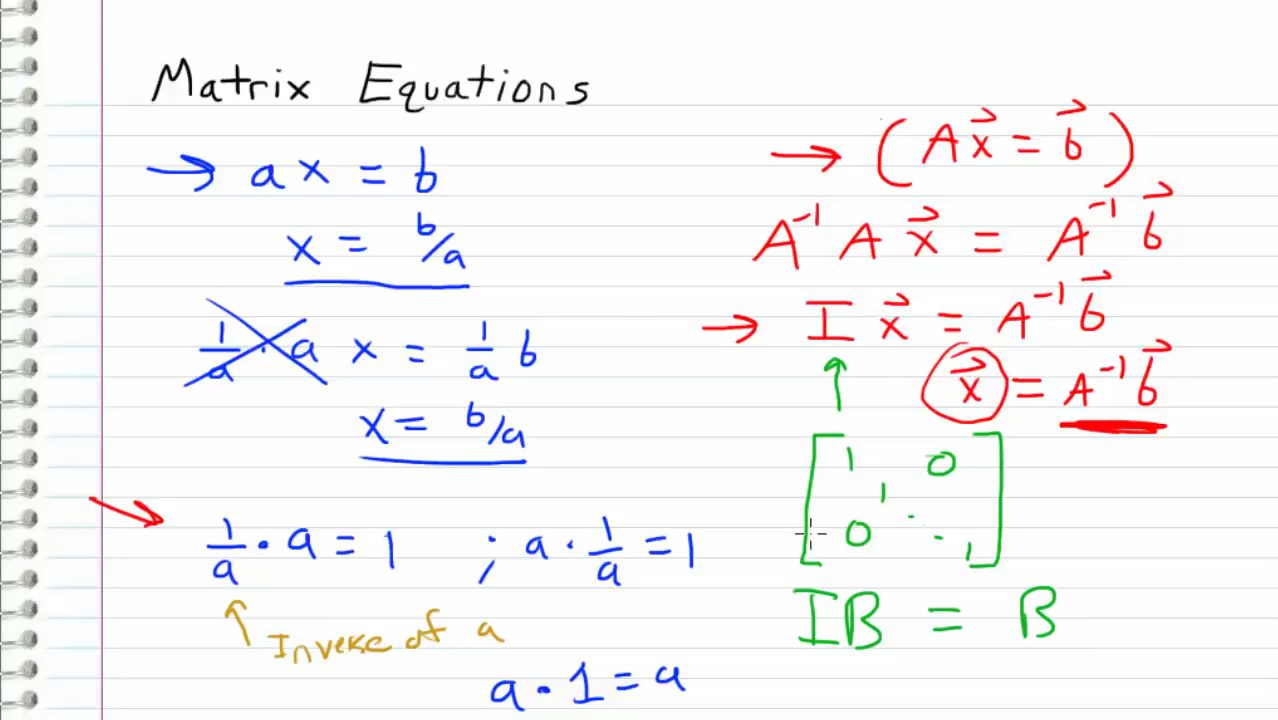 Matrix Equations
→ ax = b
x = b/a
1/a · a x = 1/a b
x = b/a
→ 1/a · a = 1 ; a · 1/a = 1
↑ Inverse of a
a · 1 = a
→ (Ax⃗ = b⃗)
A⁻¹ A x⃗ = A⁻¹ b⃗
→ I x⃗ = A⁻¹ b⃗
↑ x⃗ = A⁻¹ b⃗
1 0
1
0 ⋱ 1
IB = B